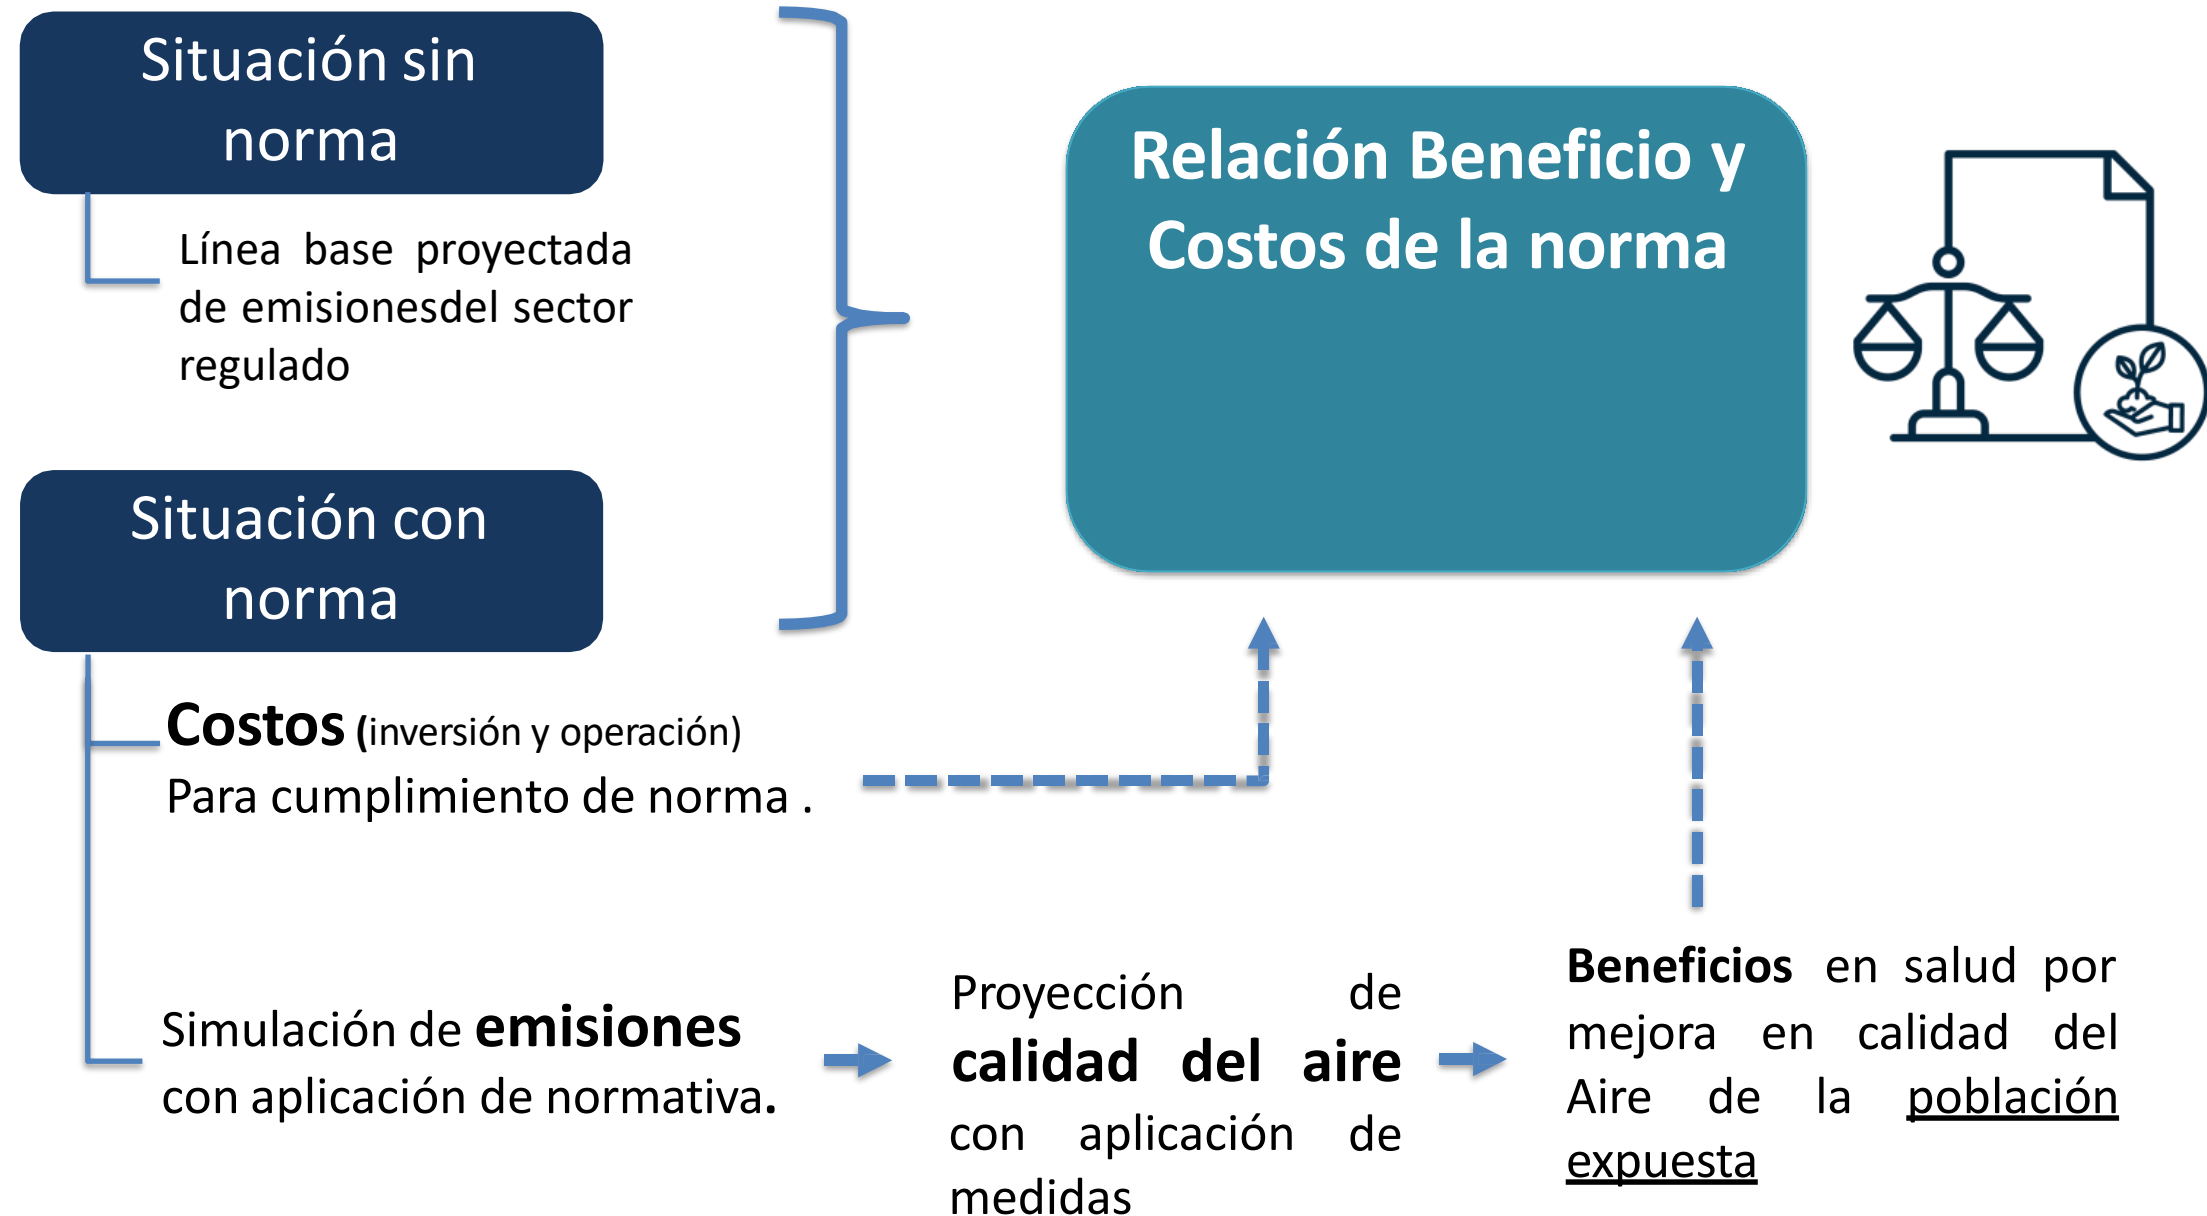 Situación sin
norma
Línea base proyectada
de emisionesdel sector
regulado
Relación Beneficio y
Costos de la norma
Situación con
norma
Costos (inversión y operación)
Para cumplimiento de norma .
Simulación de emisiones
con aplicación de normativa.
Proyección de
calidad del aire
con aplicación de
medidas
Beneficios en salud por
mejora en calidad del
Aire de la población
expuesta